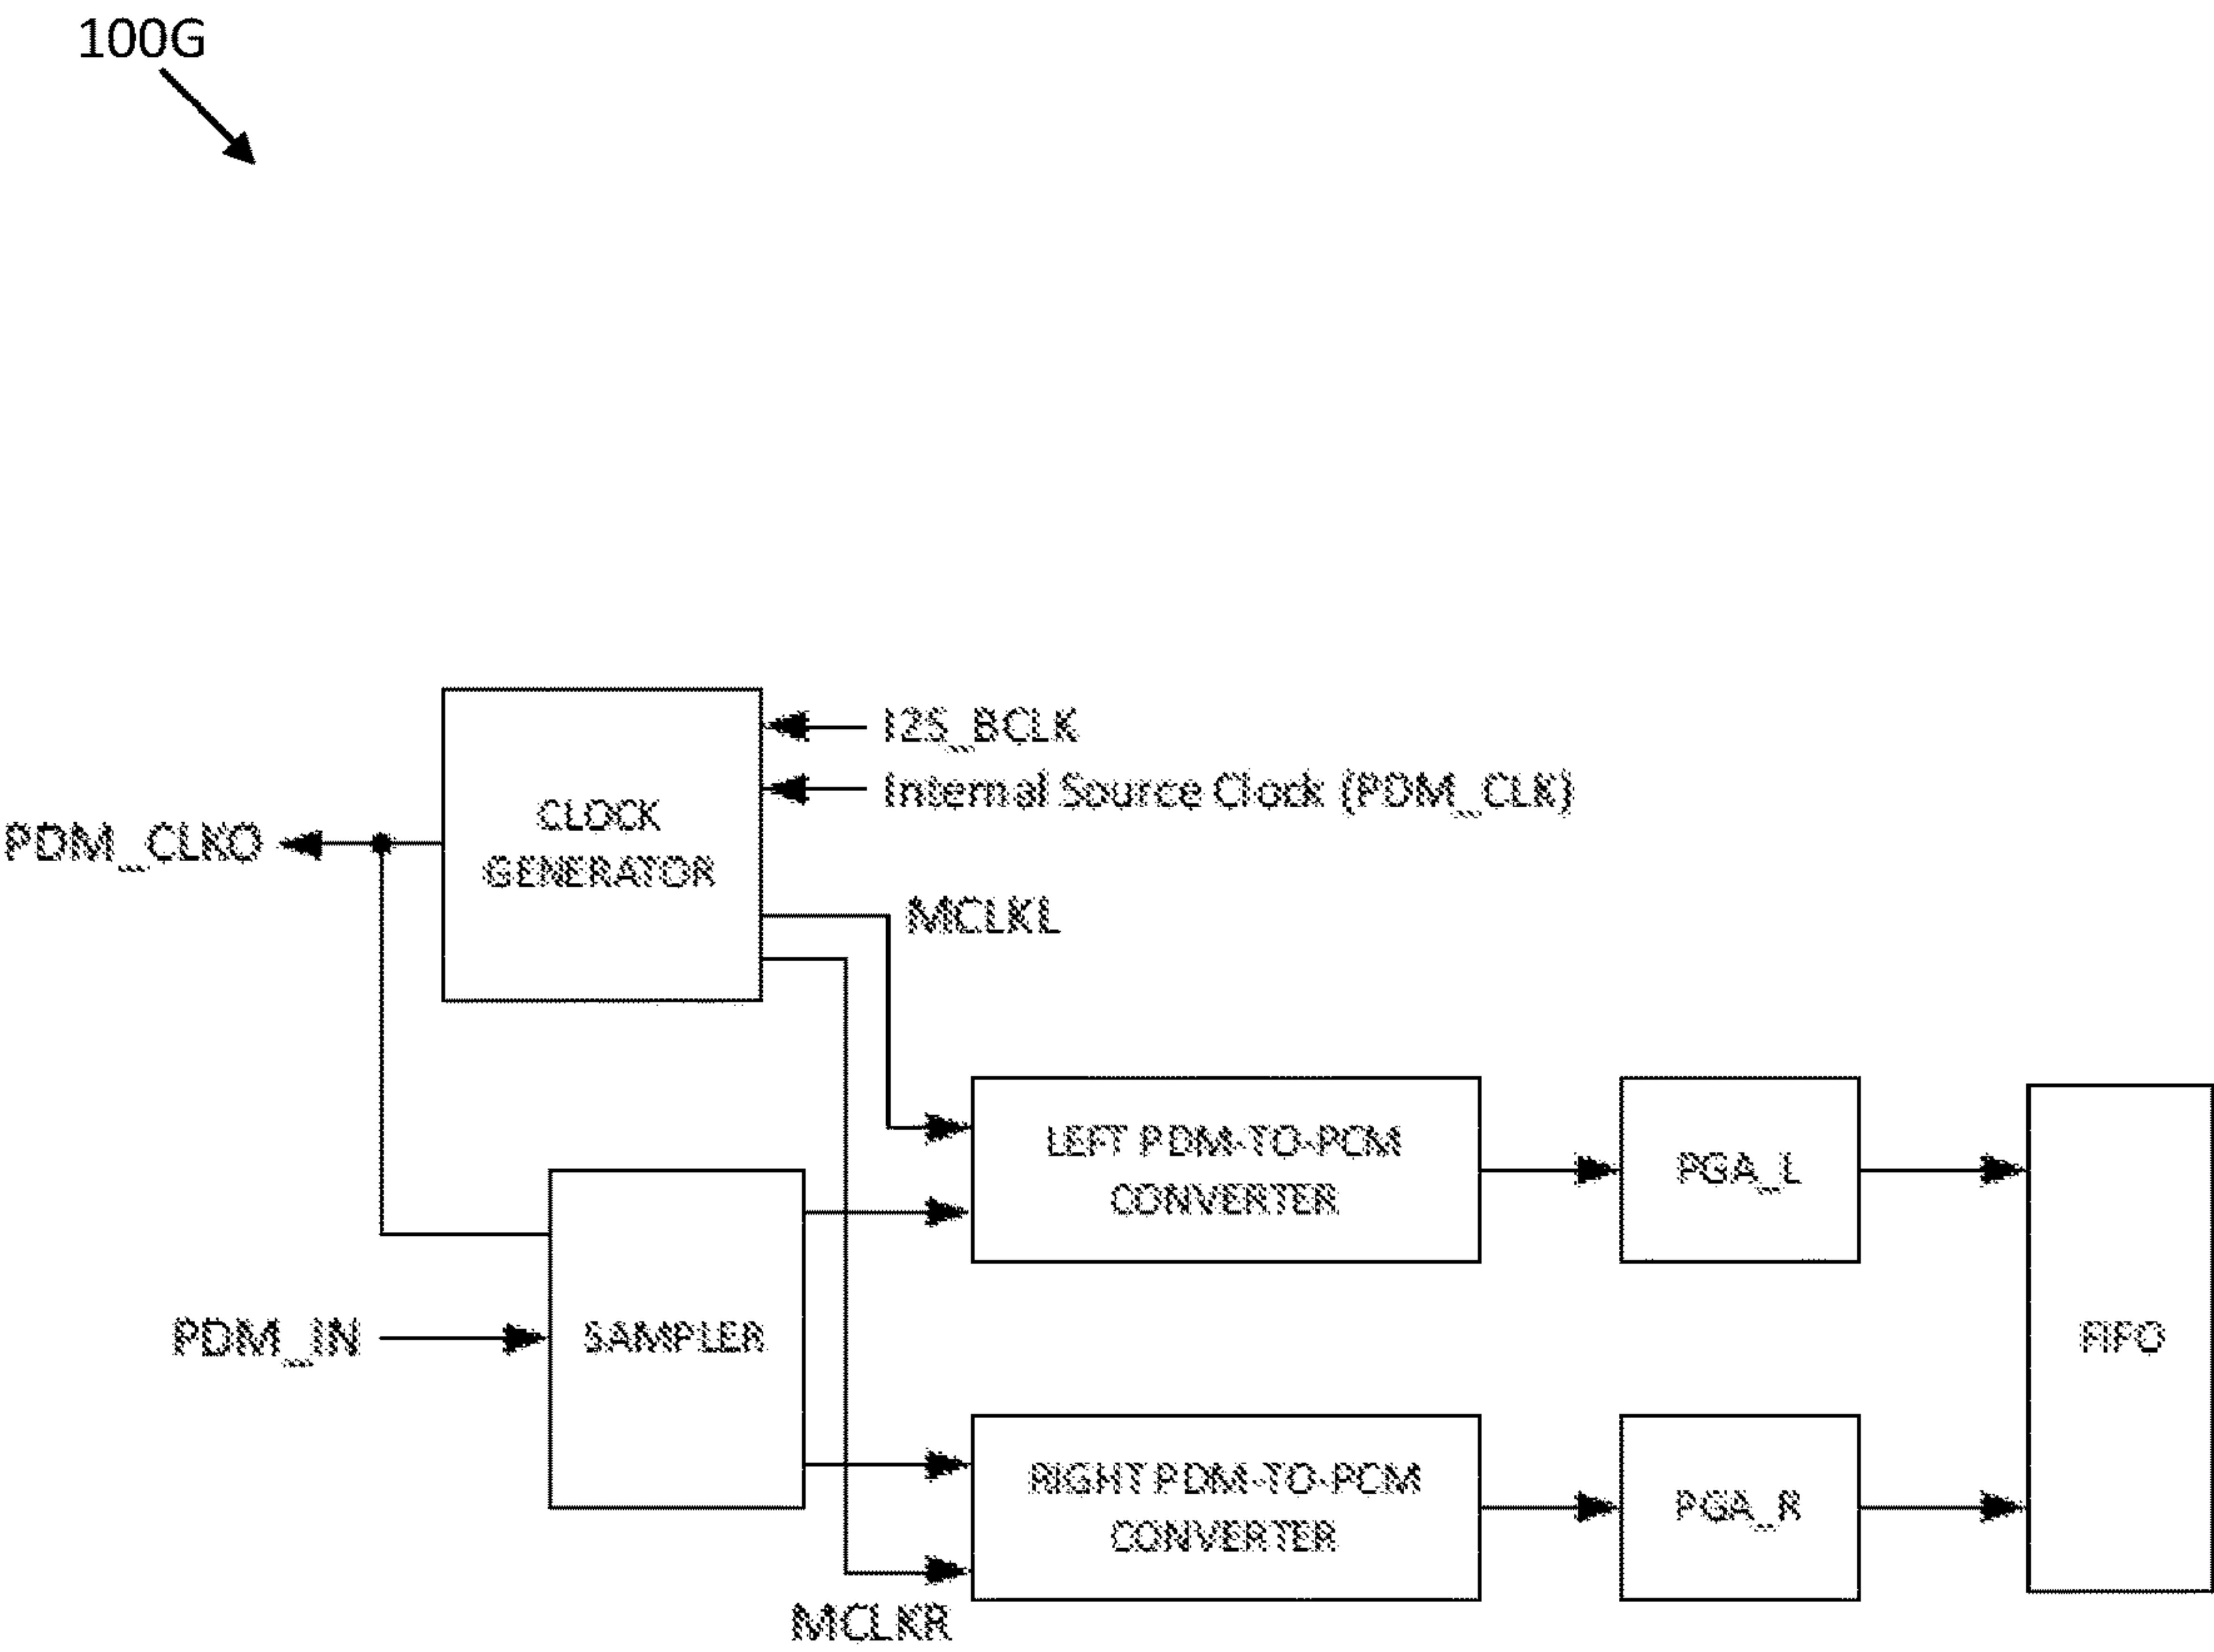 100G
I2S_BCLK
Internal Source Clock (PDM_CLK)
CLOCK
GENERATOR
PDM_CLKO
MCLKL
LEFT PDM-TO-PCM
CONVERTER
PGA_L
SAMPLER
PDM_IN
FIFO
RIGHT PDM-TO-PCM
CONVERTER
PGA_R
MCLKR